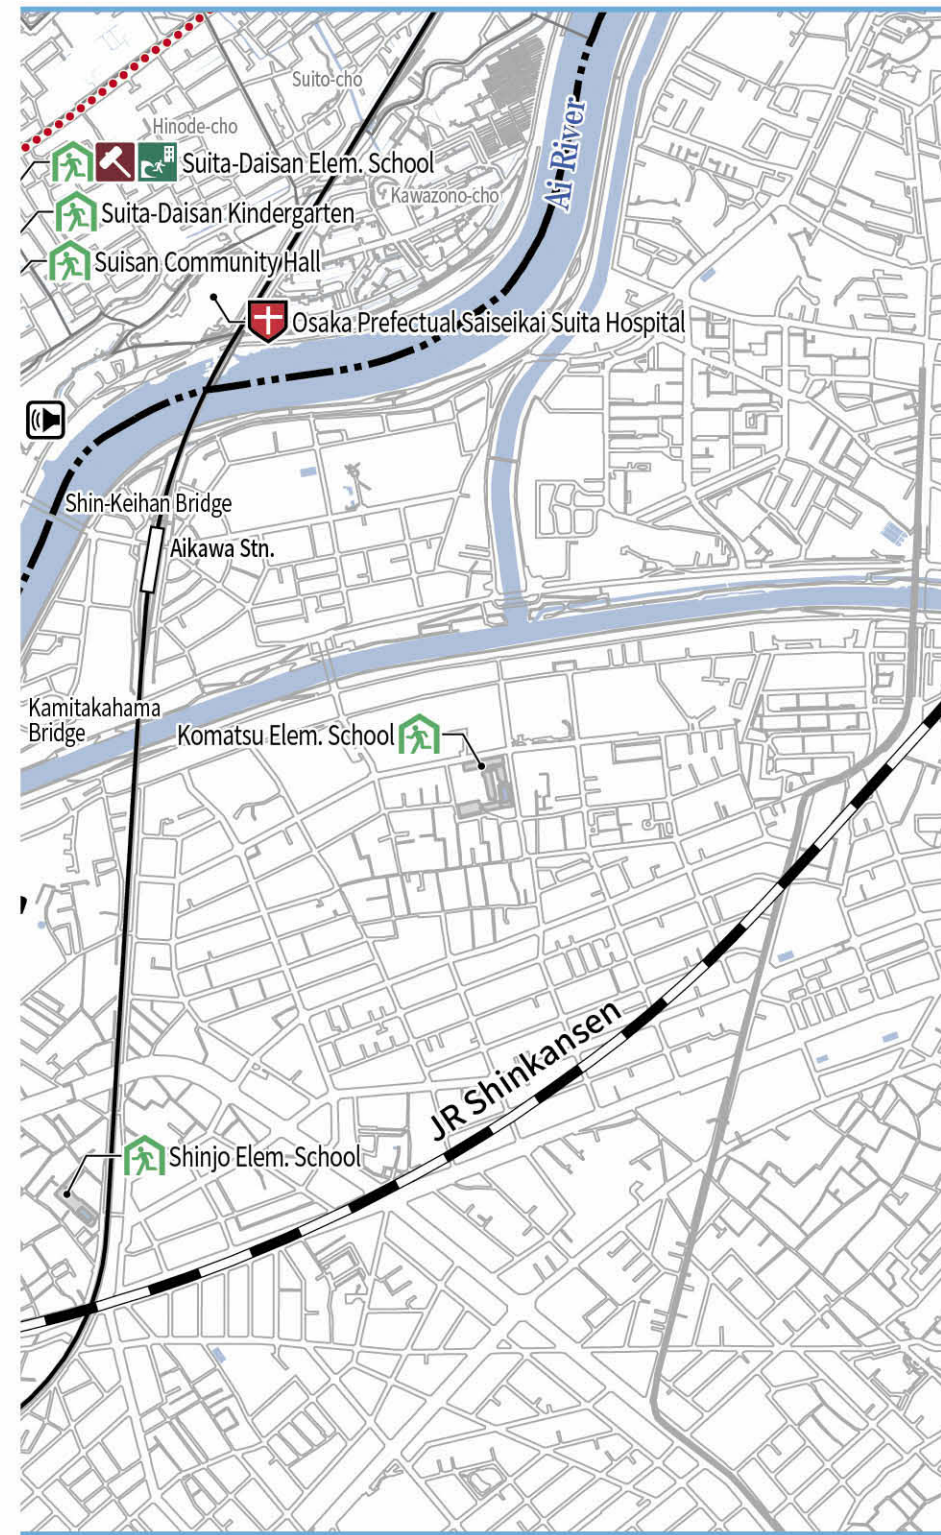 Suito-cho
Hinode-cho
Suita-Daisan Elem. School
Ai River
Kawazono-cho
Suita-Daisan Kindergarten
Suisan Community Hall
Osaka Prefectual Saiseikai Suita Hospital
Shin-Keihan Bridge
Aikawa Stn.
Kamitakahama
Bridge
Komatsu Elem. School
JR Shinkansen
Shinjo Elem. School